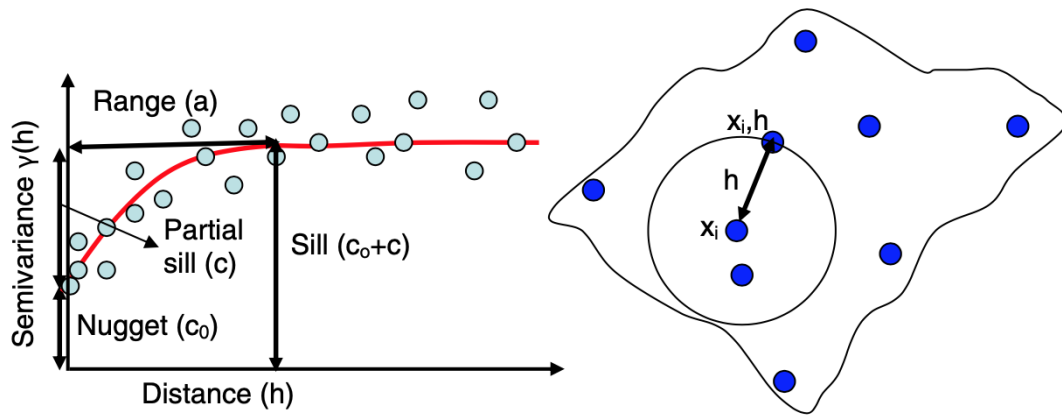 Semivariance γ(h)
Range (a)
Partial
sill (c)
Sill (cₒ+c)
Nugget (c₀)
Distance (h)
xᵢ,h
h
xᵢ